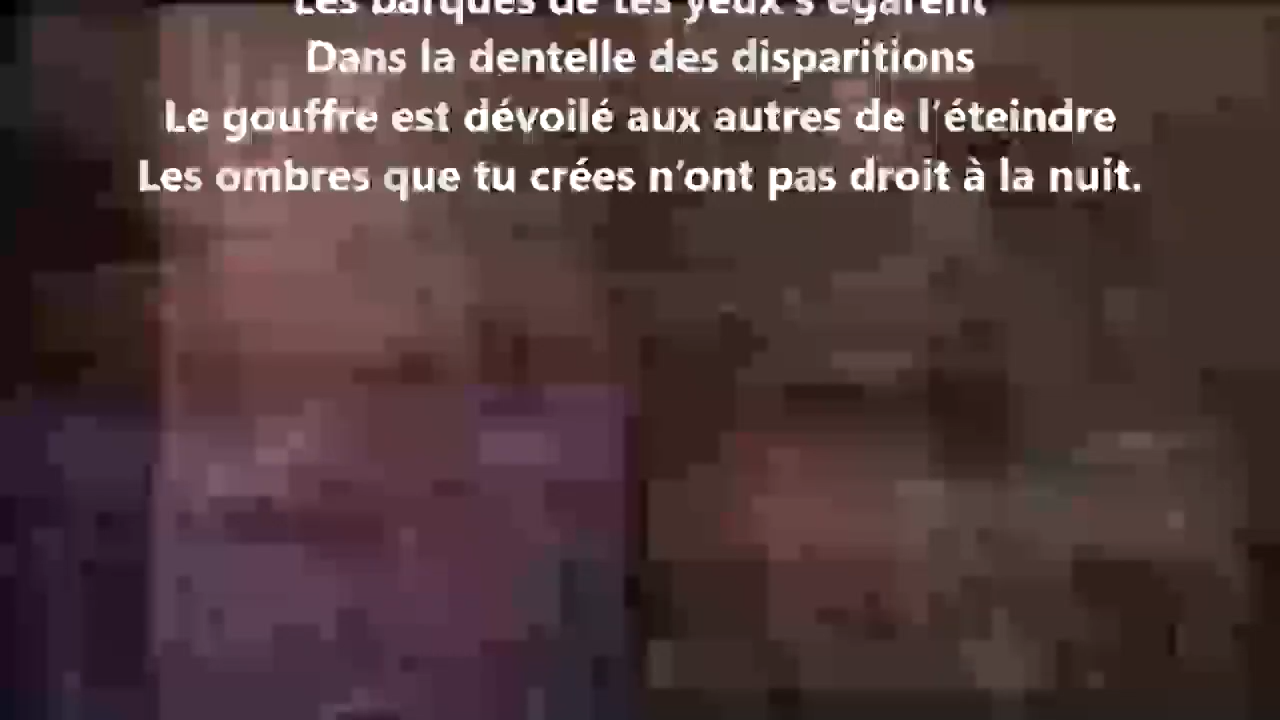 Les barques de tes yeux s'égarent
Dans la dentelle des disparitions
Le gouffre est dévoilé aux autres de l'éteindre
Les ombres que tu crées n'ont pas droit à la nuit.